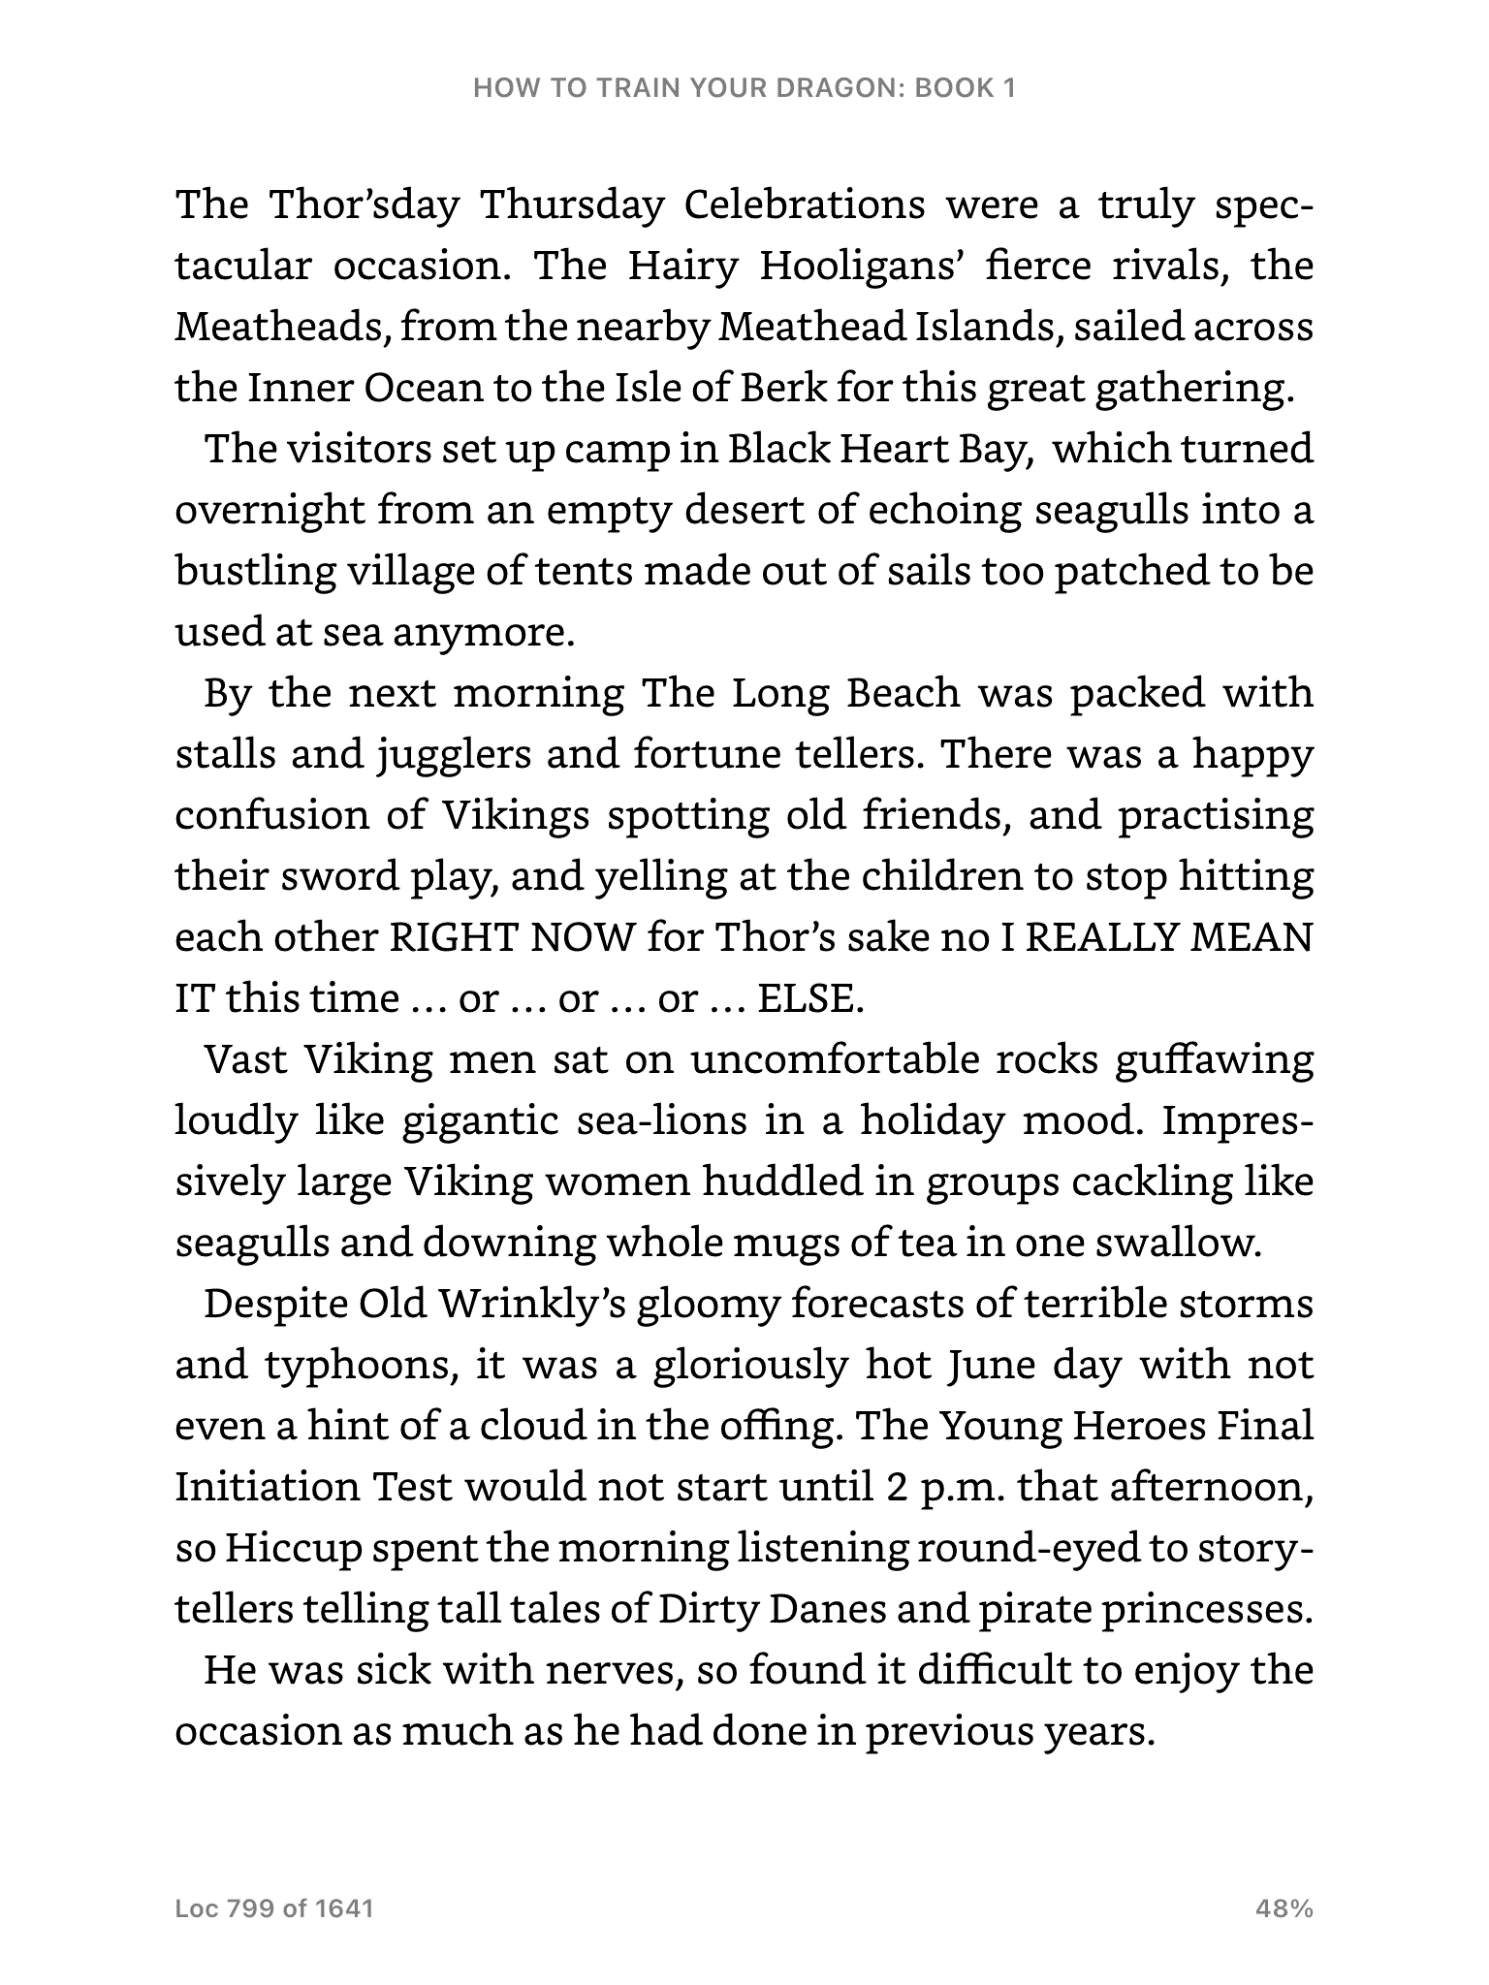 HOW TO TRAIN YOUR DRAGON: BOOK 1
The Thor’sday Thursday Celebrations were a truly spec-
tacular occasion. The Hairy Hooligans’ fierce rivals, the
Meatheads, from the nearby Meathead Islands, sailed across
the Inner Ocean to the Isle of Berk for this great gathering.
The visitors set up camp in Black Heart Bay, which turned
overnight from an empty desert of echoing seagulls into a
bustling village of tents made out of sails too patched to be
used at sea anymore.
By the next morning The Long Beach was packed with
stalls and jugglers and fortune tellers. There was a happy
confusion of Vikings spotting old friends, and practising
their sword play, and yelling at the children to stop hitting
each other RIGHT NOW for Thor’s sake no I REALLY MEAN
IT this time … or … or … or … ELSE.
Vast Viking men sat on uncomfortable rocks guffawing
loudly like gigantic sea-lions in a holiday mood. Impres-
sively large Viking women huddled in groups cackling like
seagulls and downing whole mugs of tea in one swallow.
Despite Old Wrinkly’s gloomy forecasts of terrible storms
and typhoons, it was a gloriously hot June day with not
even a hint of a cloud in the offing. The Young Heroes Final
Initiation Test would not start until 2 p.m. that afternoon,
so Hiccup spent the morning listening round-eyed to story-
tellers telling tall tales of Dirty Danes and pirate princesses.
He was sick with nerves, so found it difficult to enjoy the
occasion as much as he had done in previous years.
Loc 799 of 1641
48%